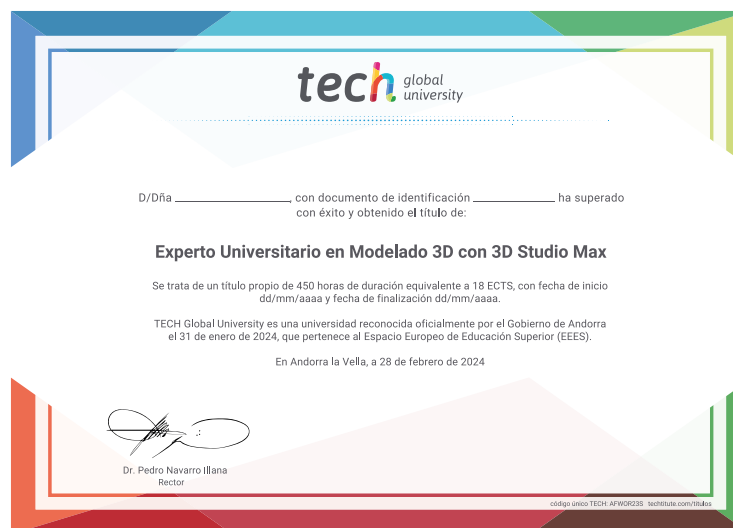 tech global
university
D/Dña ______________, con documento de identificación __________ ha superado
con éxito y obtenido el título de:
Experto Universitario en Modelado 3D con 3D Studio Max
Se trata de un título propio de 450 horas de duración equivalente a 18 ECTS, con fecha de inicio
dd/mm/aaaa y fecha de finalización dd/mm/aaaa.
TECH Global University es una universidad reconocida oficialmente por el Gobierno de Andorra
el 31 de enero de 2024, que pertenece al Espacio Europeo de Educación Superior (EEES).
En Andorra la Vella, a 28 de febrero de 2024
Dr. Pedro Navarro Illana
Rector
código único TECH: AFWOR23S techtitute.com/titulos